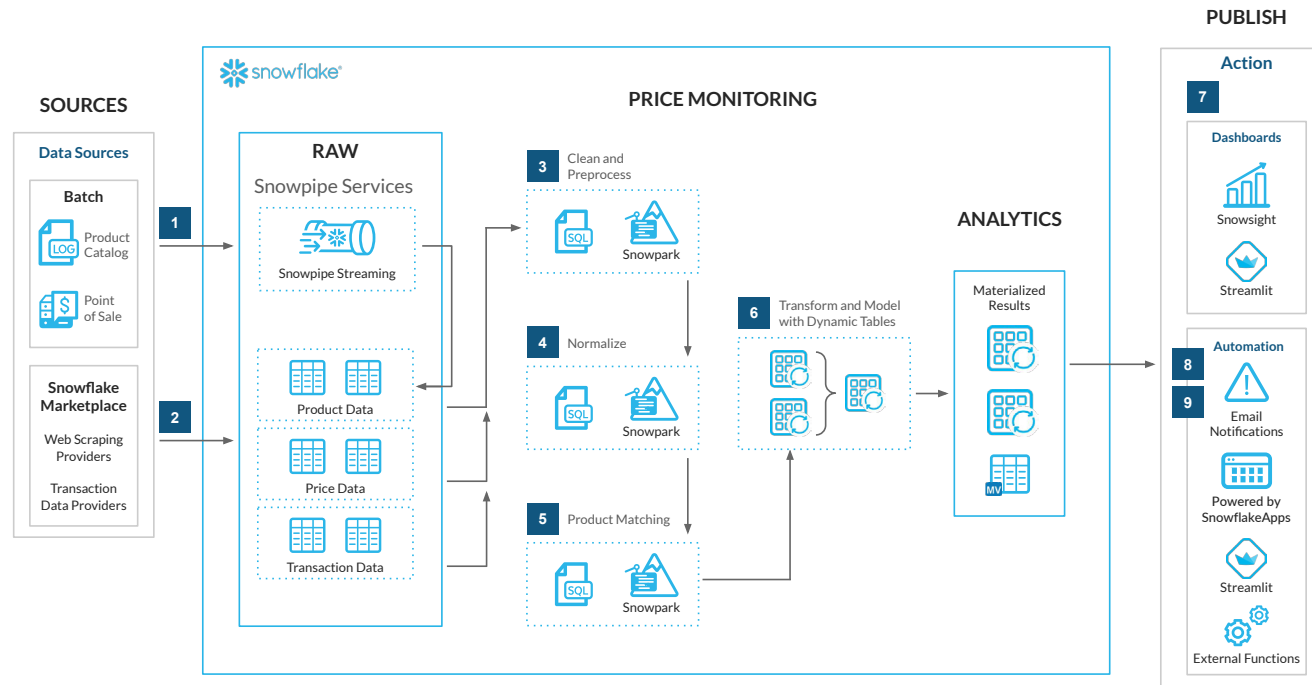 PUBLISH
Action
7
snowflake®
PRICE MONITORING
SOURCES
Data Sources
Batch
LOG
Product
Catalog
$
Point
of Sale
Snowflake
Marketplace
Web Scraping
Providers
Transaction
Data Providers
1
2
RAW
Snowpipe Services
Snowpipe Streaming
Product Data
Price Data
Transaction Data
3
Clean and
Preprocess
SQL
Snowpark
4
Normalize
SQL
Snowpark
5
Product Matching
SQL
Snowpark
6
Transform and Model
with Dynamic Tables
ANALYTICS
Materialized
Results
MV
Dashboards
Snowsight
Streamlit
8
9
Automation
Email
Notifications
Powered by
SnowflakeApps
Streamlit
External Functions